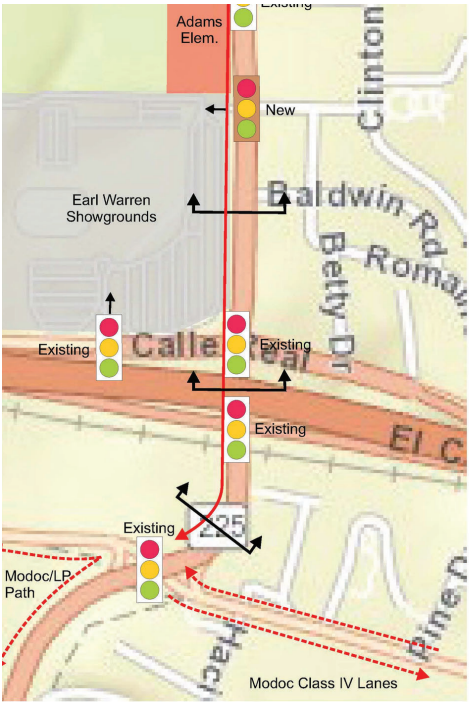 Existing
Adams
Elem.
New
Clinton
Earl Warren
Showgrounds
Baldwin Rd
Betty Dr
Existing
Calle Real
Existing
Existing
El C
225
Existing
Modoc/LP
Path
Pine D
Modoc Class IV Lanes